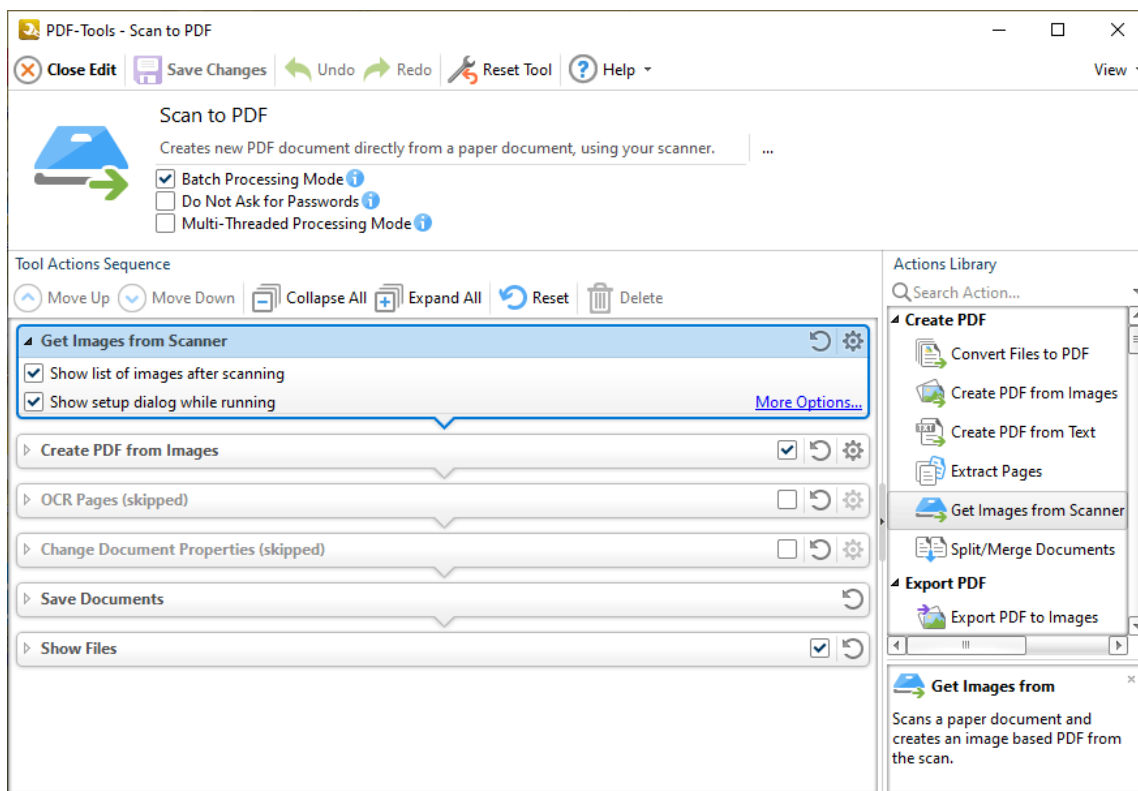 PDF-Tools - Scan to PDF
Close Edit Save Changes Undo Redo Reset Tool Help View
Scan to PDF
Creates new PDF document directly from a paper document, using your scanner. ...
Batch Processing Mode
Do Not Ask for Passwords
Multi-Threaded Processing Mode
Tool Actions Sequence
Move Up Move Down Collapse All Expand All Reset Delete
Get Images from Scanner
Show list of images after scanning
Show setup dialog while running More Options...
Create PDF from Images
OCR Pages (skipped)
Change Document Properties (skipped)
Save Documents
Show Files
Actions Library
Search Action...
Create PDF
Convert Files to PDF
Create PDF from Images
TXT Create PDF from Text
Extract Pages
Get Images from Scanner
Split/Merge Documents
Export PDF
Export PDF to Images
Get Images from
Scans a paper document and
creates an image based PDF from
the scan.